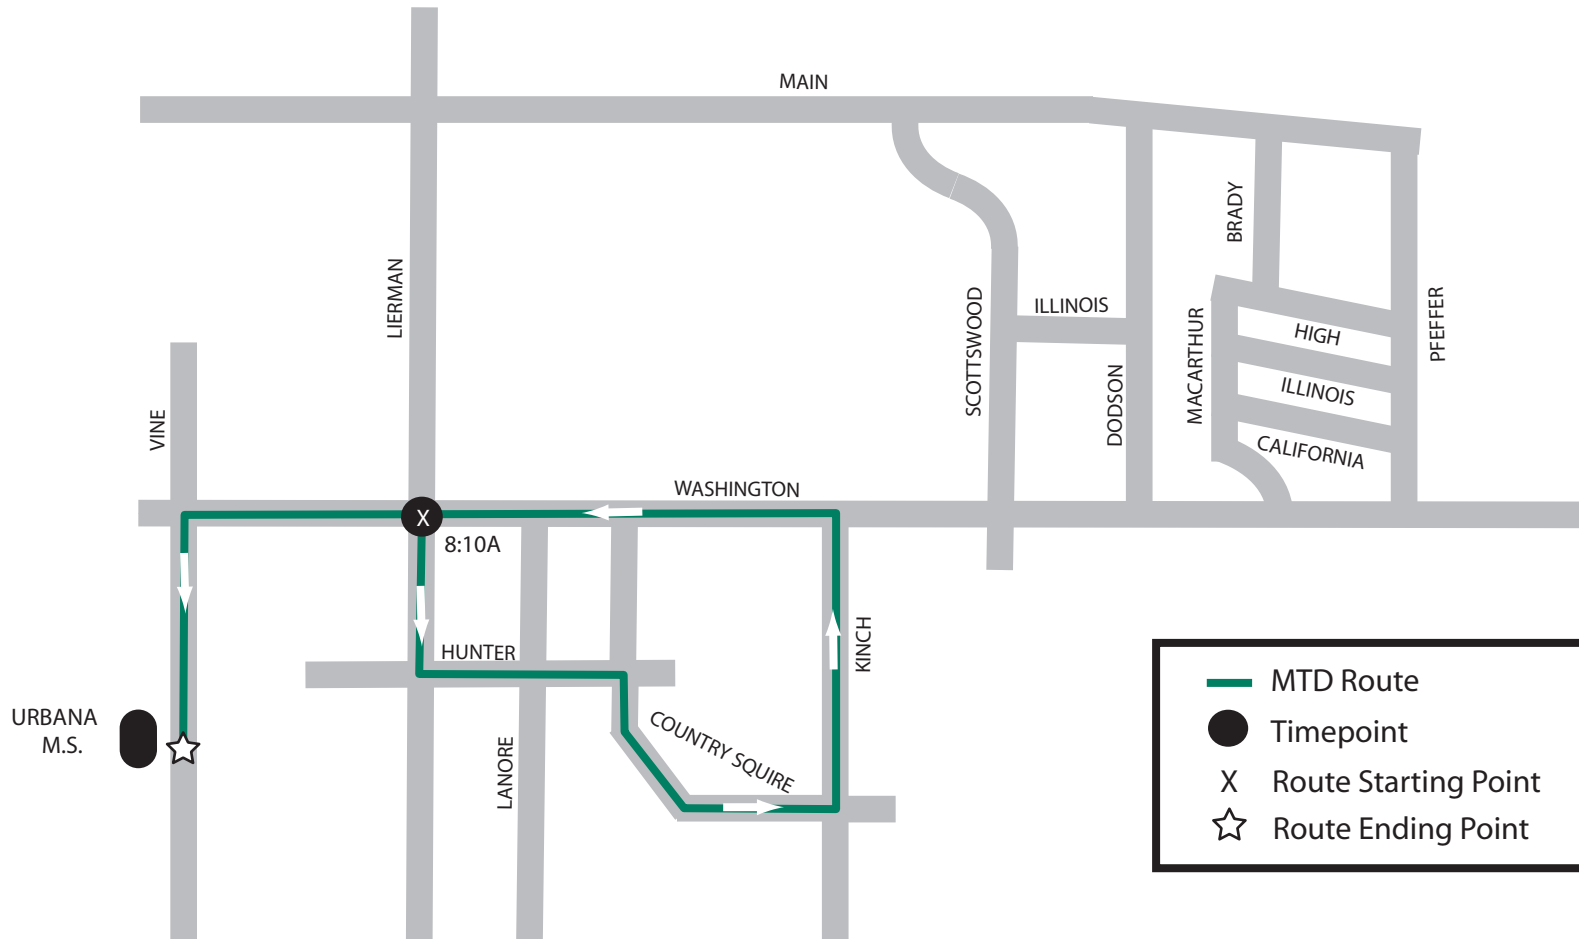 MAIN
BRADY
LIERMAN
SCOTTSWOOD
ILLINOIS
PFEFFER
HIGH
MACARTHUR
ILLINOIS
DODSON
VINE
CALIFORNIA
WASHINGTON
X
8:10A
HUNTER
KINCH
URBANA
M.S.
COUNTRY SQUIRE
LANORE
MTD Route
Timepoint
X Route Starting Point
Route Ending Point